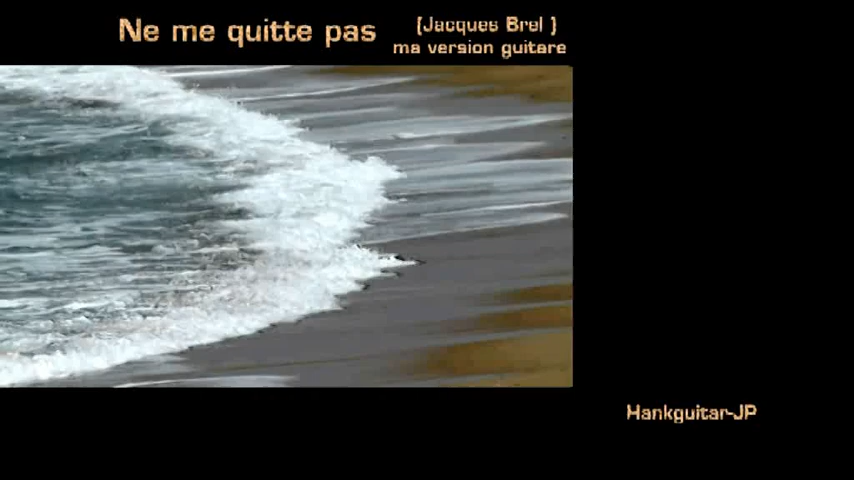 Ne me quitte pas
(Jacques Brel )
ma version guitare
Hankguitar-JP